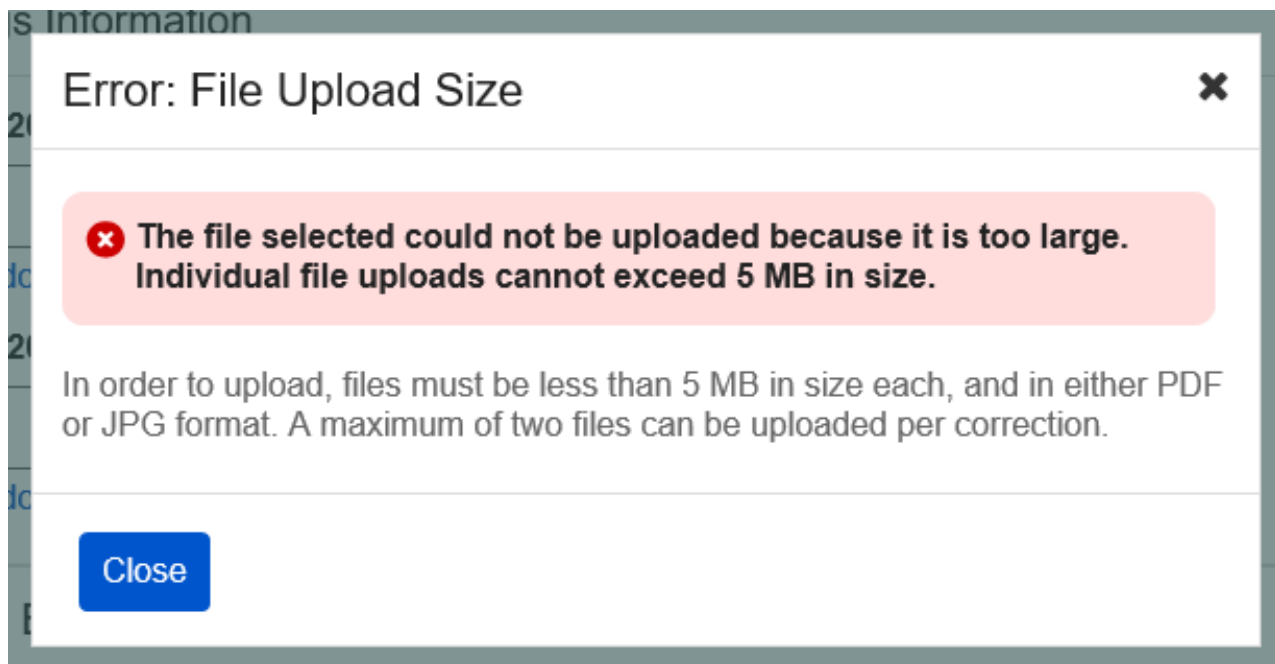 Information
Error: File Upload Size
The file selected could not be uploaded because it is too large.
Individual file uploads cannot exceed 5 MB in size.
In order to upload, files must be less than 5 MB in size each, and in either PDF
or JPG format. A maximum of two files can be uploaded per correction.
Close